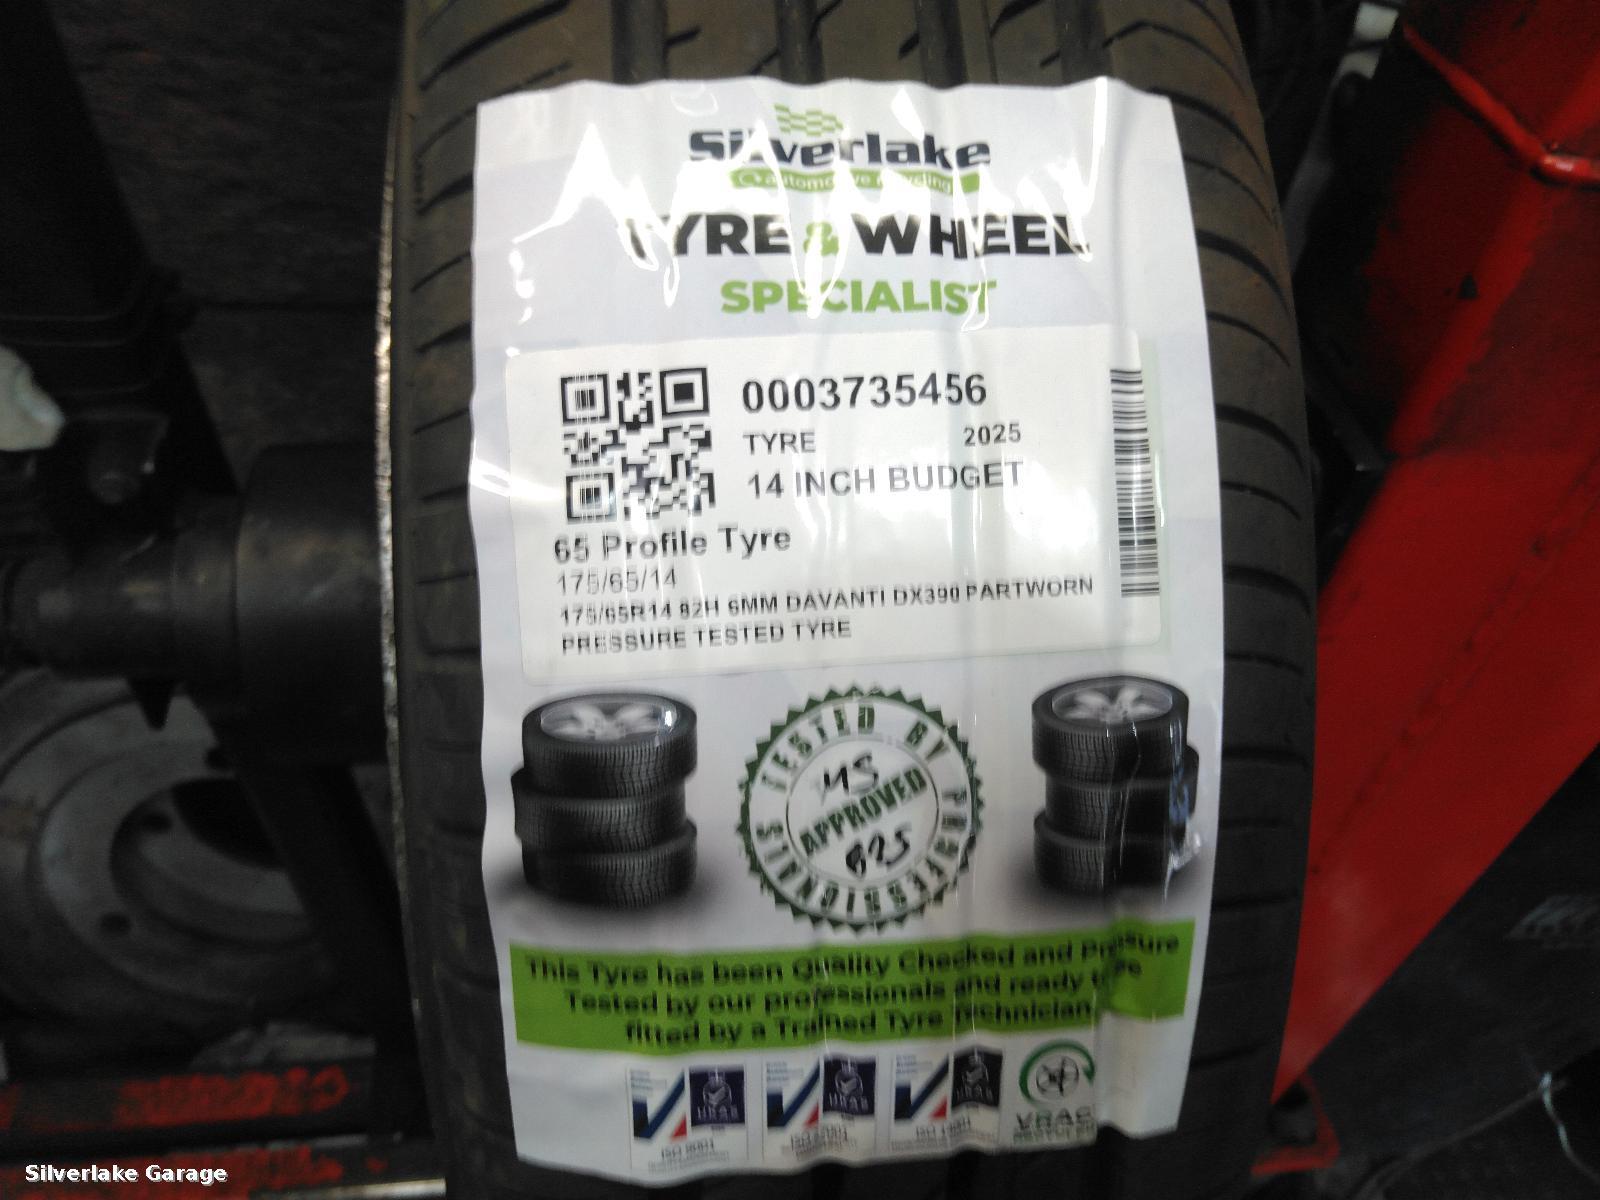 Silverlake
automotive recycling
TYRE & WHEEL
SPECIALIST
0003735456
TYRE 2025
14 INCH BUDGET
65 Profile Tyre
175/65/14
175/65R14 82H 6MM DAVANTI DX390 PARTWORN
PRESSURE TESTED TYRE
TESTED BY PROFESSIONALS
MS
APPROVED
825
This Tyre has been Quality Checked and Pressure
Tested by our professionals and ready to be
fitted by a Trained Tyre Technician
VRAC
Silverlake Garage